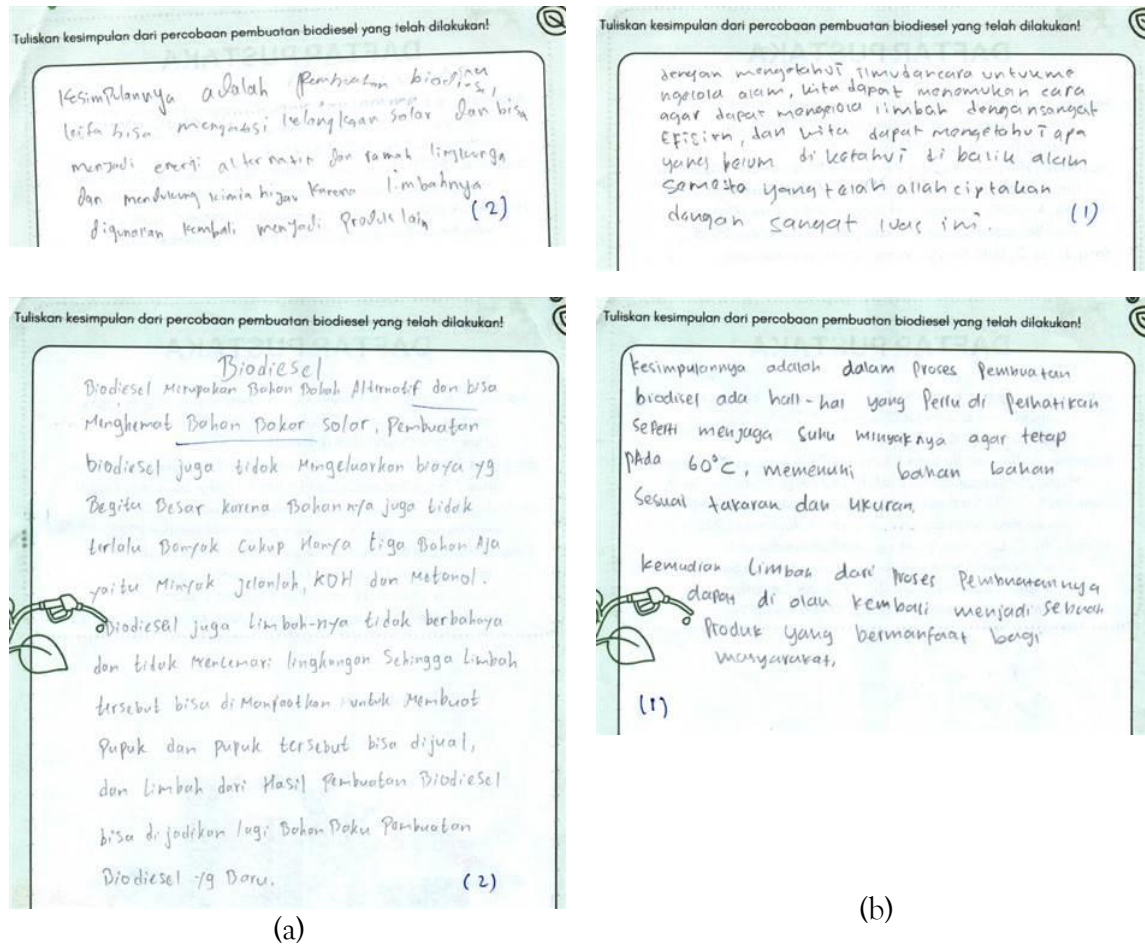 Tuliskan kesimpulan dari percobaan pembuatan biodiesel yang telah dilakukan!
Kesimpulannya adalah Pembuatan biodisel
kita bisa mengatasi kelangkaan solar dan bisa
menjadi energi alternatif dan ramah
dan mendukung kimia hijau Karena limbahnya
digunakan kembali menjadi Produk lain
(2)
Tuliskan kesimpulan dari percobaan pembuatan biodiesel yang telah dilakukan!
Biodiesel
Biodiesel Merupakan Bahan Alternatif dan bisa
Menghemat Bahan Bakar Solar, Pembuatan
biodiesel juga tidak Mengeluarkan biaya yg
Begitu Besar karena Bahannya juga tidak
terlalu Banyak Cukup Hanya tiga Bahan Aja
yaitu Minyak jelantah, KOH dan Metanol.
Biodiesel juga Limbah-nya tidak berbahaya
dan tidak Mencemari lingkungan Sehingga Limbah
tersebut bisa di Manfaatkan untuk Membuat
Pupuk dan pupuk tersebut bisa dijual,
dan Limbah dari Hasil Pembuatan Biodiesel
bisa di jadikan lagi Bahan Baku Pembuatan
Biodiesel yg Baru.
(2)
(a)
Tuliskan kesimpulan dari percobaan pembuatan biodiesel yang telah dilakukan!
dengan mengetahui ilmu dan cara untuk me
ngelola alam, kita dapat menemukan cara
agar dapat mengelola limbah dengan sangat
dan kita dapat mengetahui apa
yang belum di ketahui di balik alam
semesta yang telah allah ciptakan
dengan sangat luas ini.
(1)
Tuliskan kesimpulan dari percobaan pembuatan biodiesel yang telah dilakukan!
Kesimpulannya adalah dalam Proses Pembuatan
biodisel ada hall-hal yang Perlu di perhatikan
seperti menjaga Suhu minyaknya agar tetap
pAda 60°C, memenuhi bahan bahan
Sesuai takaran dan ukuran.
kemudian Limbah dari Proses Pembuatannya
dapat di olah kembali menjadi sebuah
Produk yang bermanfaat bagi
masyarakat.
(1)
(b)